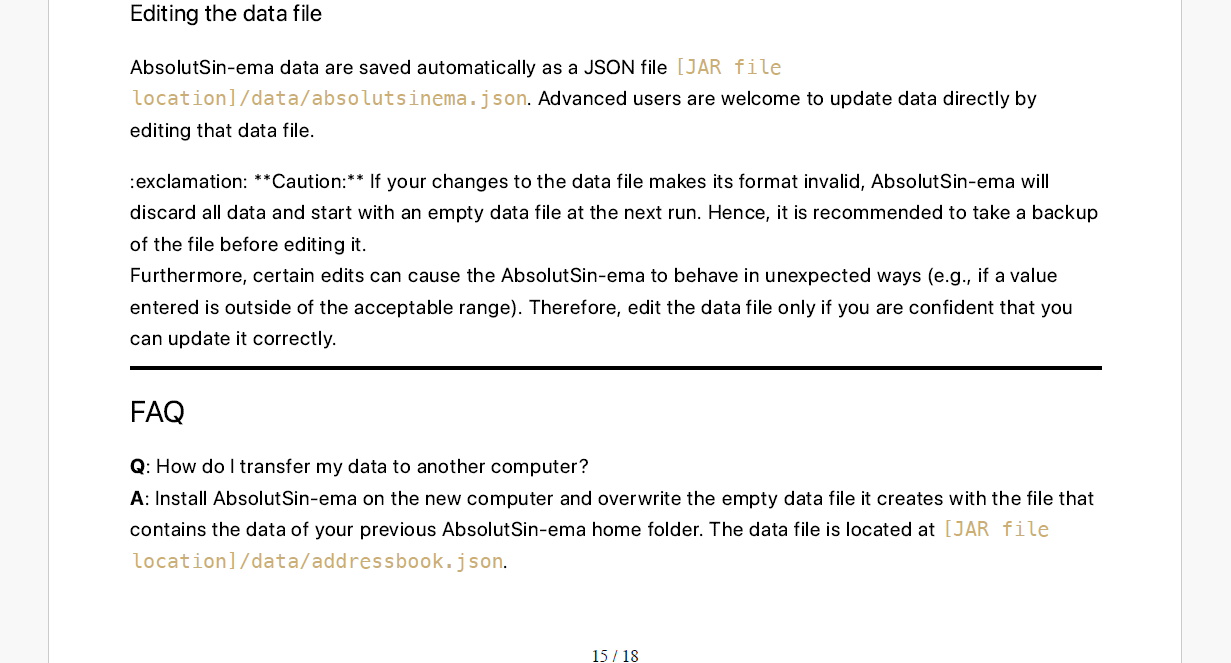 Editing the data file
AbsolutSin-ema data are saved automatically as a JSON file [JAR file
location]/data/absolutsinema.json. Advanced users are welcome to update data directly by
editing that data file.
:exclamation: **Caution:** If your changes to the data file makes its format invalid, AbsolutSin-ema will
discard all data and start with an empty data file at the next run. Hence, it is recommended to take a backup
of the file before editing it.
Furthermore, certain edits can cause the AbsolutSin-ema to behave in unexpected ways (e.g., if a value
entered is outside of the acceptable range). Therefore, edit the data file only if you are confident that you
can update it correctly.
FAQ
Q: How do I transfer my data to another computer?
A: Install AbsolutSin-ema on the new computer and overwrite the empty data file it creates with the file that
contains the data of your previous AbsolutSin-ema home folder. The data file is located at [JAR file
location]/data/addressbook.json.
15 / 18